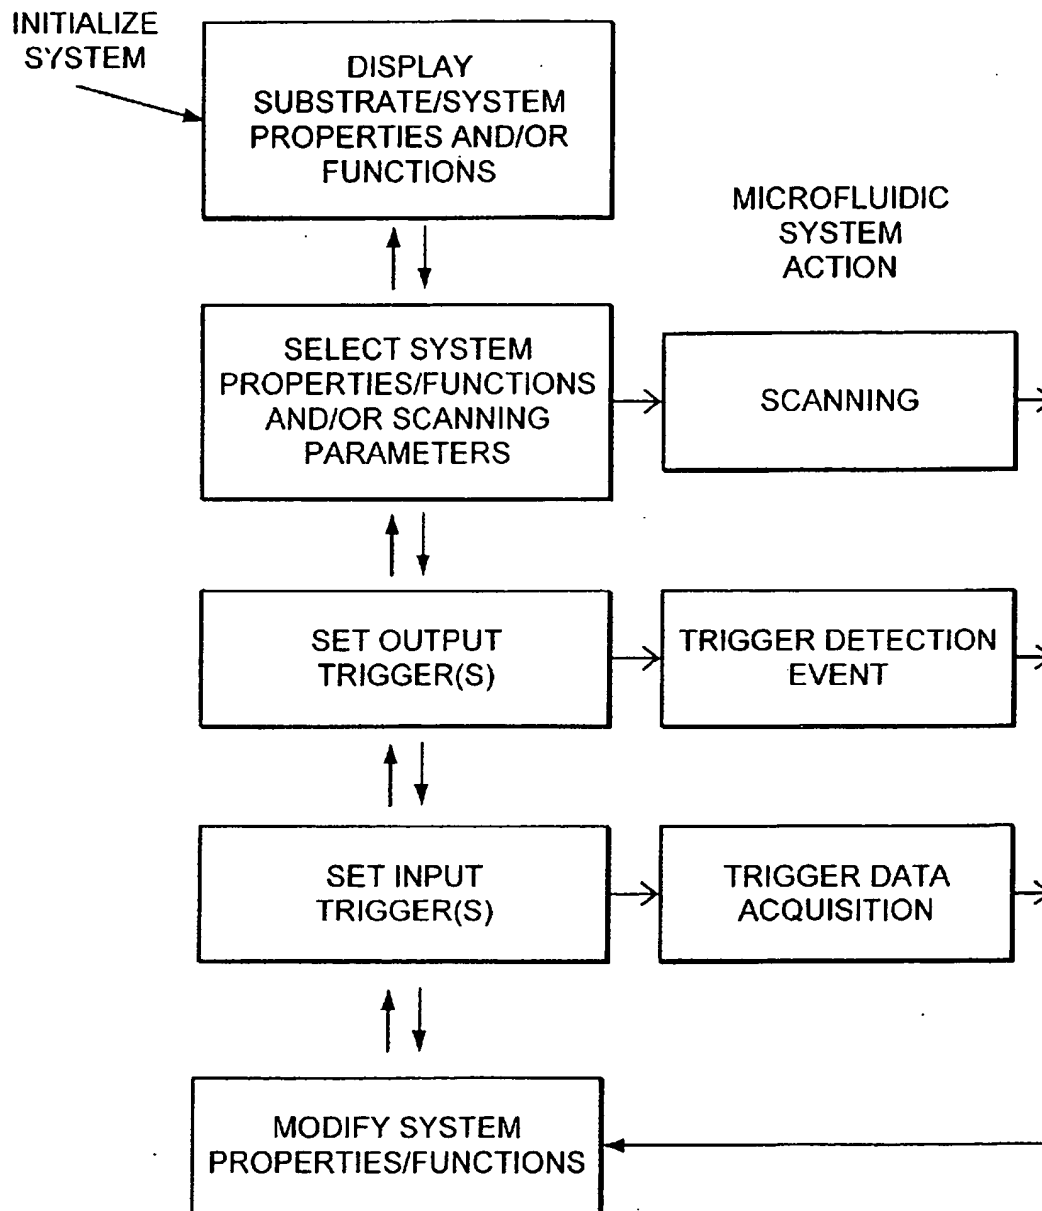 INITIALIZE
SYSTEM
DISPLAY
SUBSTRATE/SYSTEM
PROPERTIES AND/OR
FUNCTIONS
MICROFLUIDIC
SYSTEM
ACTION
SELECT SYSTEM
PROPERTIES/FUNCTIONS
AND/OR SCANNING
PARAMETERS
SCANNING
SET OUTPUT
TRIGGER(S)
TRIGGER DETECTION
EVENT
SET INPUT
TRIGGER(S)
TRIGGER DATA
ACQUISITION
MODIFY SYSTEM
PROPERTIES/FUNCTIONS